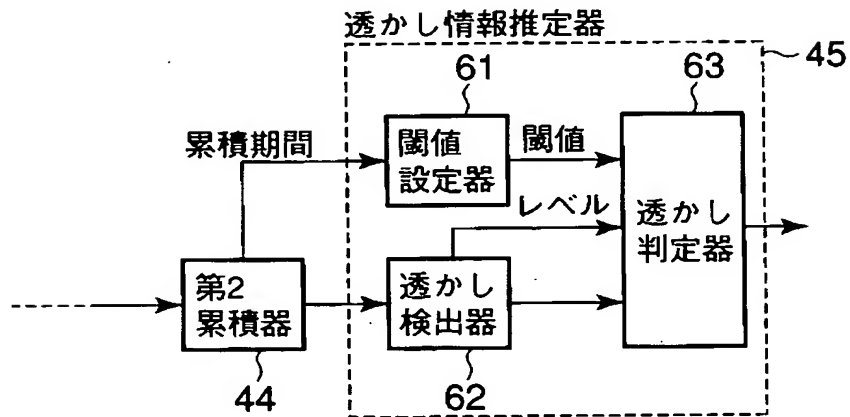 透かし情報推定器
45
61
63
累積期間
閾値
設定器
閾値
レベル
透かし
判定器
第2
累積器
透かし
検出器
44
62